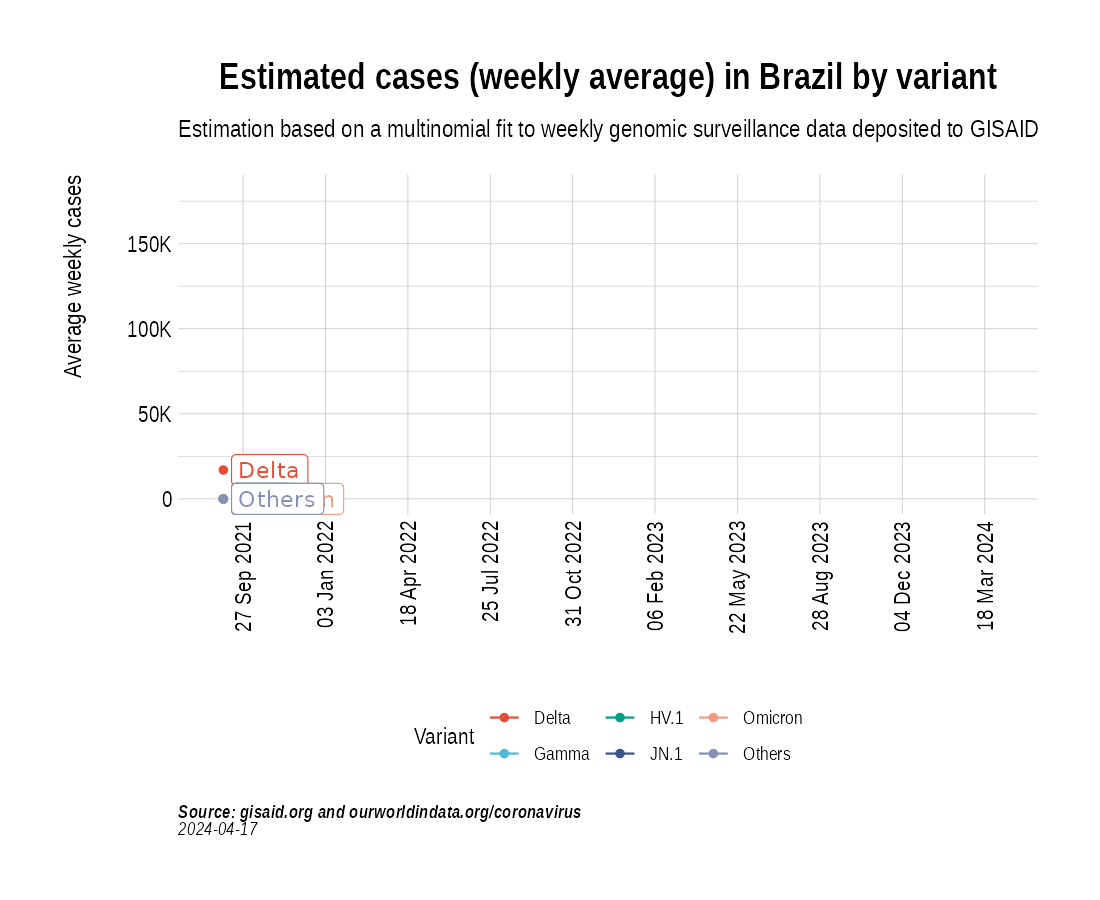 Estimated cases (weekly average) in Brazil by variant
Estimation based on a multinomial fit to weekly genomic surveillance data deposited to GISAID
Average weekly cases
150K
100K
50K
0
Delta
Others
n
27 Sep 2021
03 Jan 2022
18 Apr 2022
25 Jul 2022
31 Oct 2022
06 Feb 2023
22 May 2023
28 Aug 2023
04 Dec 2023
18 Mar 2024
Variant
Delta
HV.1
Omicron
Gamma
JN.1
Others
Source: gisaid.org and ourworldindata.org/coronavirus
2024-04-17